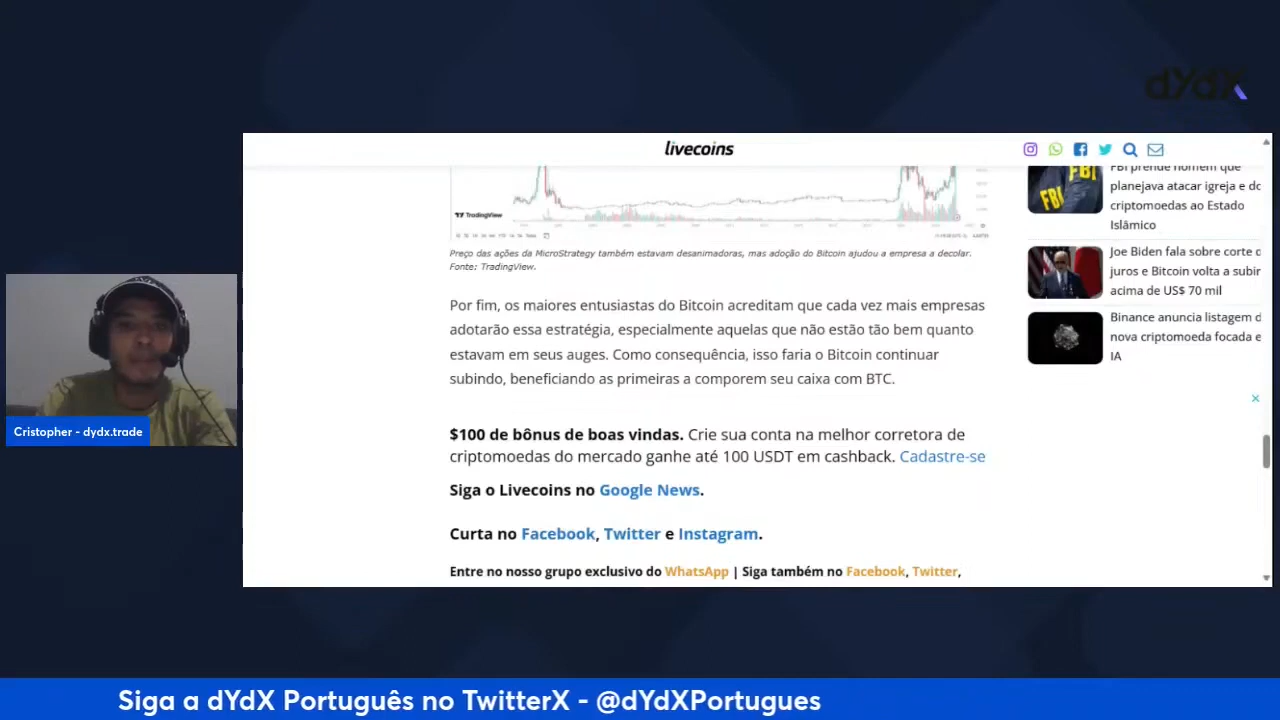 dYdX
livecoins
TradingView
Preço das ações da MicroStrategy também estavam desanimadoras, mas adoção do Bitcoin ajudou a empresa a decolar.
Fonte: TradingView.
Por fim, os maiores entusiastas do Bitcoin acreditam que cada vez mais empresas
adotarão essa estratégia, especialmente aquelas que não estão tão bem quanto
estavam em seus auges. Como consequência, isso faria o Bitcoin continuar
subindo, beneficiando as primeiras a comporem seu caixa com BTC.
$100 de bônus de boas vindas. Crie sua conta na melhor corretora de
criptomoedas do mercado ganhe até 100 USDT em cashback. Cadastre-se
Siga o Livecoins no Google News.
Curta no Facebook, Twitter e Instagram.
Entre no nosso grupo exclusivo do WhatsApp | Siga também no Facebook, Twitter,
FBI prende homem que
planejava atacar igreja e do
criptomoedas ao Estado
Islâmico
FBI
FBI
Joe Biden fala sobre corte d
juros e Bitcoin volta a subir
acima de US$ 70 mil
Binance anuncia listagem d
nova criptomoeda focada e
IA
Cristopher - dydx.trade
Siga a dYdX Português no TwitterX - @dYdXPortugues